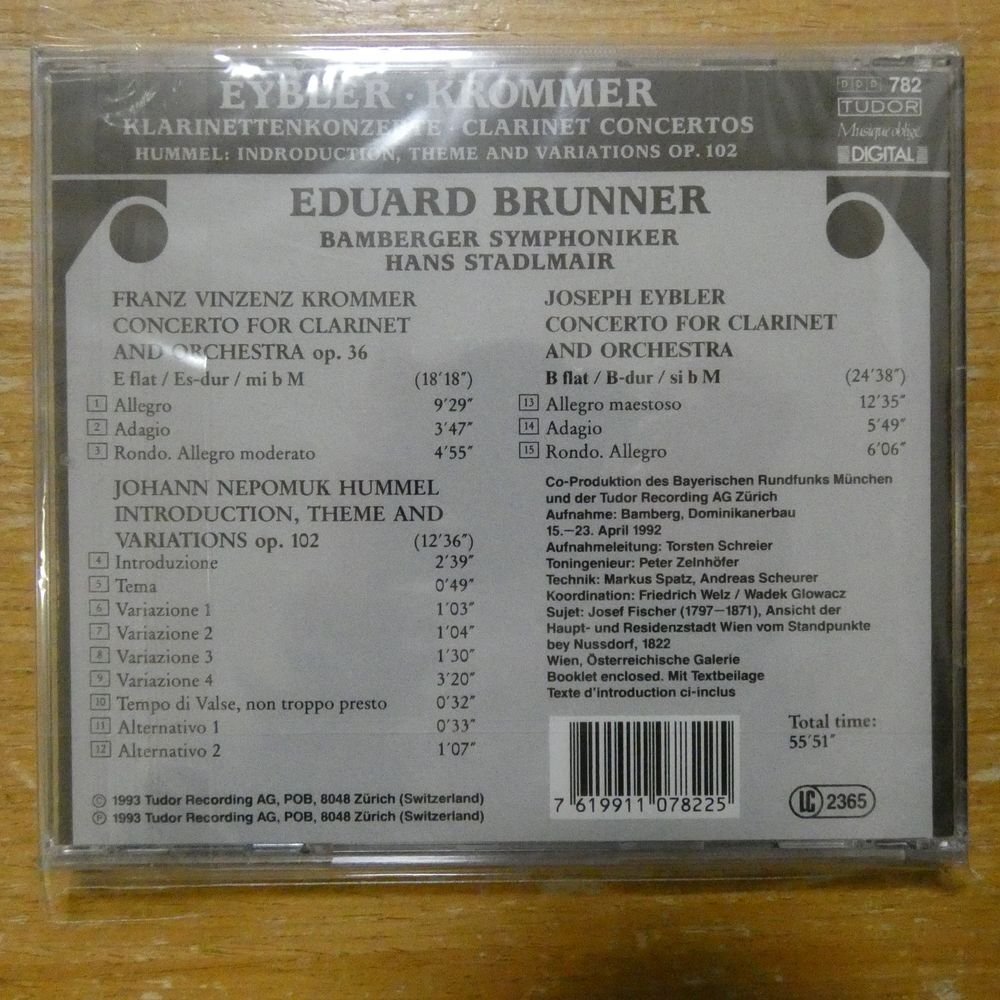 EYBLER · KROMMER
KLARINETTENKONZERTE · CLARINET CONCERTOS
HUMMEL: INDRODUCTION, THEME AND VARIATIONS OP. 102
DDD 782
TUDOR
Musique oblige
DIGITAL
EDUARD BRUNNER
BAMBERGER SYMPHONIKER
HANS STADLMAIR
FRANZ VINZENZ KROMMER
CONCERTO FOR CLARINET
AND ORCHESTRA op. 36
E flat / Es-dur / mi b M (18'18")
1 Allegro 9'29"
2 Adagio 3'47"
3 Rondo. Allegro moderato 4'55"
JOHANN NEPOMUK HUMMEL
INTRODUCTION, THEME AND
VARIATIONS op. 102 (12'36")
4 Introduzione 2'39"
5 Tema 0'49"
6 Variazione 1 1'03"
7 Variazione 2 1'04"
8 Variazione 3 1'30"
9 Variazione 4 3'20"
10 Tempo di Valse, non troppo presto 0'32"
11 Alternativo 1 0'33"
12 Alternativo 2 1'07"
JOSEPH EYBLER
CONCERTO FOR CLARINET
AND ORCHESTRA
B flat / B-dur / si b M (24'38")
13 Allegro maestoso 12'35"
14 Adagio 5'49"
15 Rondo. Allegro 6'06"
Co-Produktion des Bayerischen Rundfunks München
und der Tudor Recording AG Zürich
Aufnahme: Bamberg, Dominikanerbau
15.–23. April 1992
Aufnahmeleitung: Torsten Schreier
Toningenieur: Peter Zelnhöfer
Technik: Markus Spatz, Andreas Scheurer
Koordination: Friedrich Welz / Wadek Glowacz
Sujet: Josef Fischer (1797–1871), Ansicht der
Haupt- und Residenzstadt Wien vom Standpunkte
bey Nussdorf, 1822
Wien, Österreichische Galerie
Booklet enclosed. Mit Textbeilage
Texte d'introduction ci-inclus
© 1993 Tudor Recording AG, POB, 8048 Zürich (Switzerland)
℗ 1993 Tudor Recording AG, POB, 8048 Zürich (Switzerland)
7 619911 078225
Total time:
55'51"
LC 2365